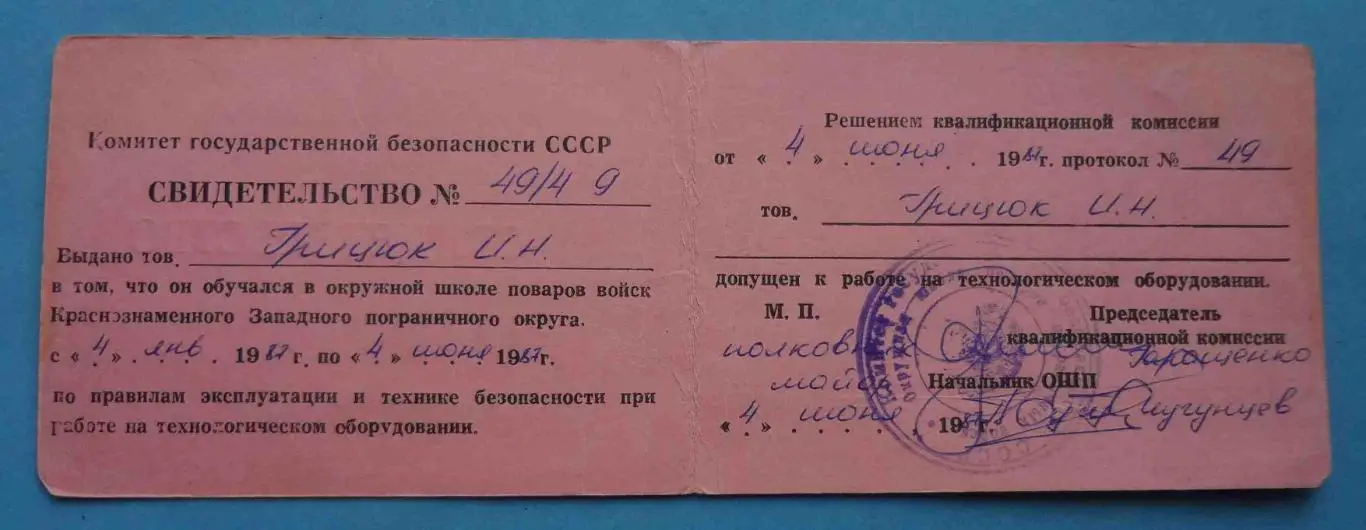 Комитет государственной безопасности СССР
СВИДЕТЕЛЬСТВО № 49/4 9
Выдано тов. Грицюк И.Н.
в том, что он обучался в окружной школе поваров войск
Краснознаменного Западного пограничного округа.
с «4» янв. 1987 г. по «4» июня 1987 г.
по правилам эксплуатации и технике безопасности при
работе на технологическом оборудовании.
Решением квалификационной комиссии
от «4» июня 1987 г. протокол № 49
тов. Грицюк И.Н.
допущен к работе на технологическом оборудовании.
М. П. Председатель
квалификационной комиссии
Гаращенко
Начальник ОШП
«4» июня 1987 г. Чугунцев